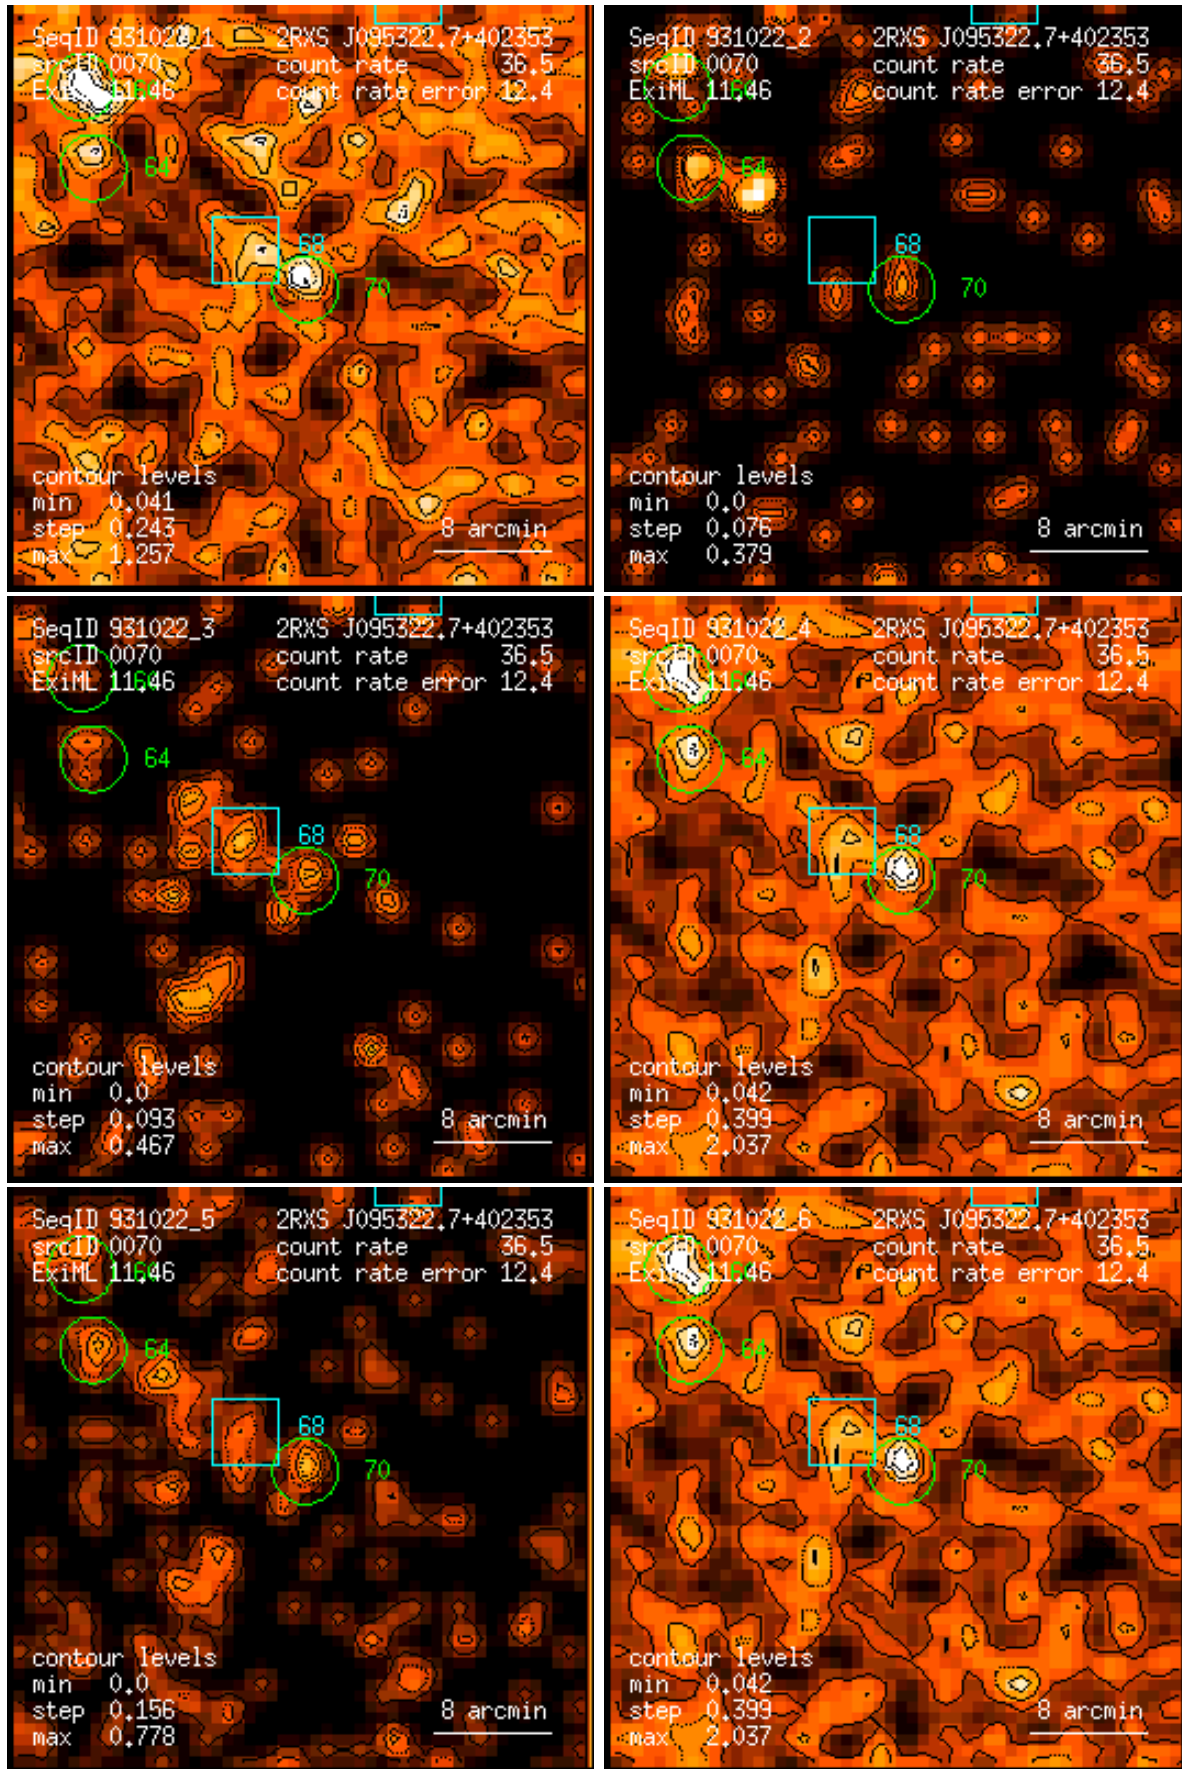 SeqID 931022_1 2RXS J095322.7+402353
srcID 0070 count rate 36.5
ExiML 11.46 count rate error 12.4
64
68
70
contour levels
min 0.041
step 0.243
max 1.257
8 arcmin
SeqID 931022_2 2RXS J095322.7+402353
srcID 0070 count rate 36.5
ExiML 11.46 count rate error 12.4
64
68
70
contour levels
min 0.0
step 0.076
max 0.379
8 arcmin
SeqID 931022_3 2RXS J095322.7+402353
srcID 0070 count rate 36.5
ExiML 11.46 count rate error 12.4
64
68
70
contour levels
min 0.0
step 0.093
max 0.467
8 arcmin
SeqID 931022_4 2RXS J095322.7+402353
srcID 0070 count rate 36.5
ExiML 11.46 count rate error 12.4
64
68
70
contour levels
min 0.042
step 0.399
max 2.037
8 arcmin
SeqID 931022_5 2RXS J095322.7+402353
srcID 0070 count rate 36.5
ExiML 11.46 count rate error 12.4
64
68
70
contour levels
min 0.0
step 0.156
max 0.778
8 arcmin
SeqID 931022_6 2RXS J095322.7+402353
srcID 0070 count rate 36.5
ExiML 11.46 count rate error 12.4
64
68
70
contour levels
min 0.042
step 0.399
max 2.037
8 arcmin